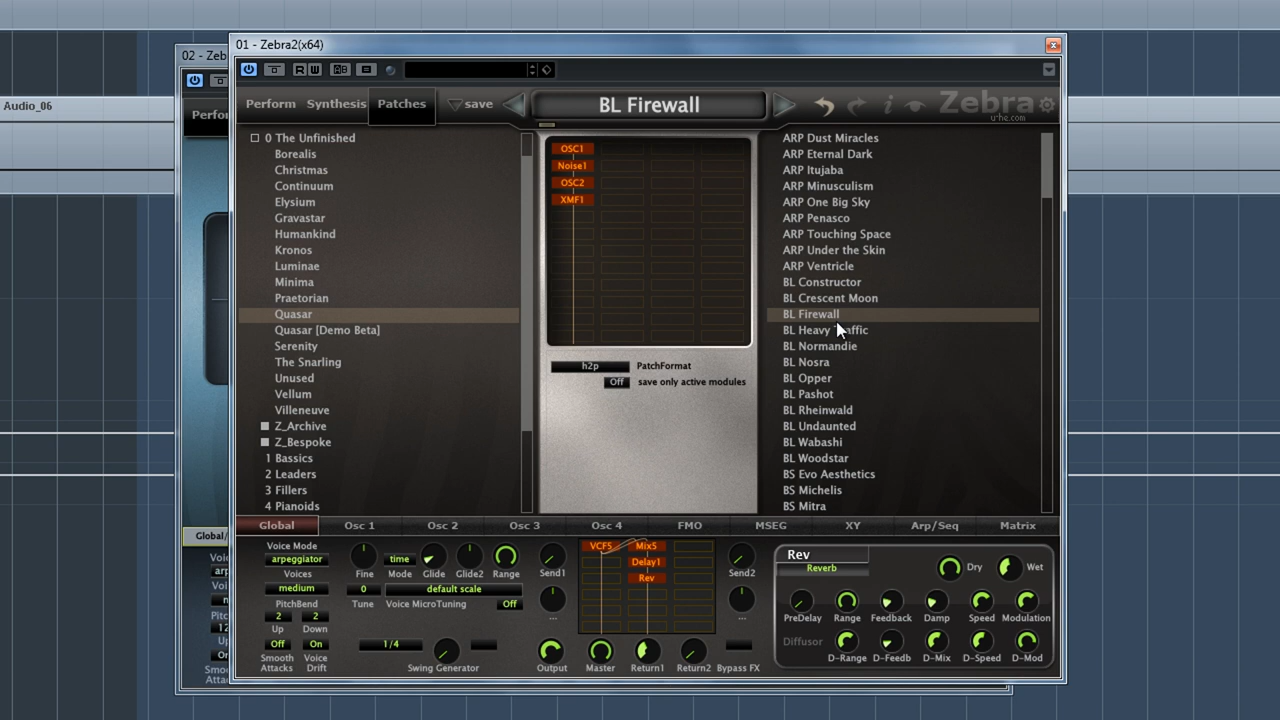 Audio_06
02 - Zeb
01 - Zebra2(x64)
R W
Perfor
Perform Synthesis Patches save BL Firewall Zebra
u-he.com
0 The Unfinished
Borealis
Christmas
Continuum
Elysium
Gravastar
Humankind
Kronos
Luminae
Minima
Praetorian
Quasar
Quasar [Demo Beta]
Serenity
The Snarling
Unused
Vellum
Villeneuve
Z_Archive
Z_Bespoke
1 Bassics
2 Leaders
3 Fillers
4 Pianoids
OSC1
Noise1
OSC2
XMF1
h2p PatchFormat
Off save only active modules
ARP Dust Miracles
ARP Eternal Dark
ARP Itujaba
ARP Minusculism
ARP One Big Sky
ARP Penasco
ARP Touching Space
ARP Under the Skin
ARP Ventricle
BL Constructor
BL Crescent Moon
BL Firewall
BL Heavy Traffic
BL Normandie
BL Nosra
BL Opper
BL Pashot
BL Rheinwald
BL Undaunted
BL Wabashi
BL Woodstar
BS Evo Aesthetics
BS Michelis
BS Mitra
Global Osc 1 Osc 2 Osc 3 Osc 4 FMO MSEG XY Arp/Seq Matrix
Global/
Voice Mode
arpeggiator
Voices
medium
PitchBend
2 2
Up Down
Off On
Smooth Attacks
Voice Drift
Fine
time
Mode
Glide Glide2 Range
0
Tune
default scale
Voice MicroTuning Off
1/4
Swing Generator
Send1
...
Output
VCF5 Mix5
Delay1
Rev
Master Return1 Return2 Bypass FX
Send2
...
Rev
Reverb
Dry Wet
PreDelay Range Feedback Damp Speed Modulation
Diffusor
D-Range D-Feedb D-Mix D-Speed D-Mod